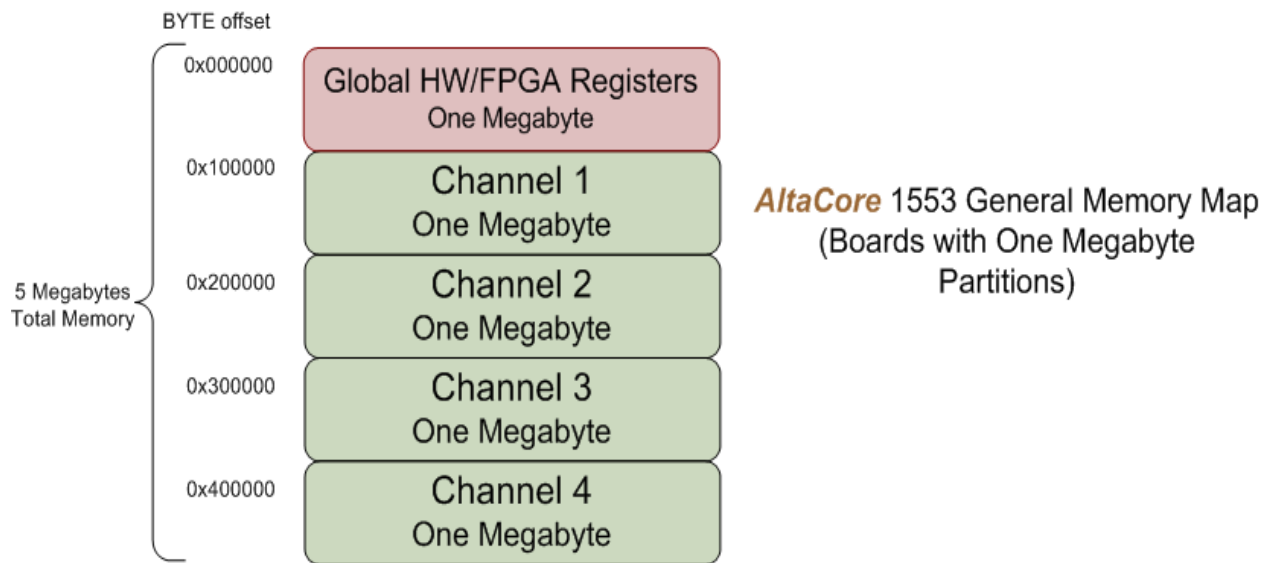 BYTE offset
0x000000
Global HW/FPGA Registers
One Megabyte
0x100000
Channel 1
One Megabyte
AltaCore 1553 General Memory Map
(Boards with One Megabyte
Partitions)
0x200000
Channel 2
One Megabyte
5 Megabytes
Total Memory
0x300000
Channel 3
One Megabyte
0x400000
Channel 4
One Megabyte